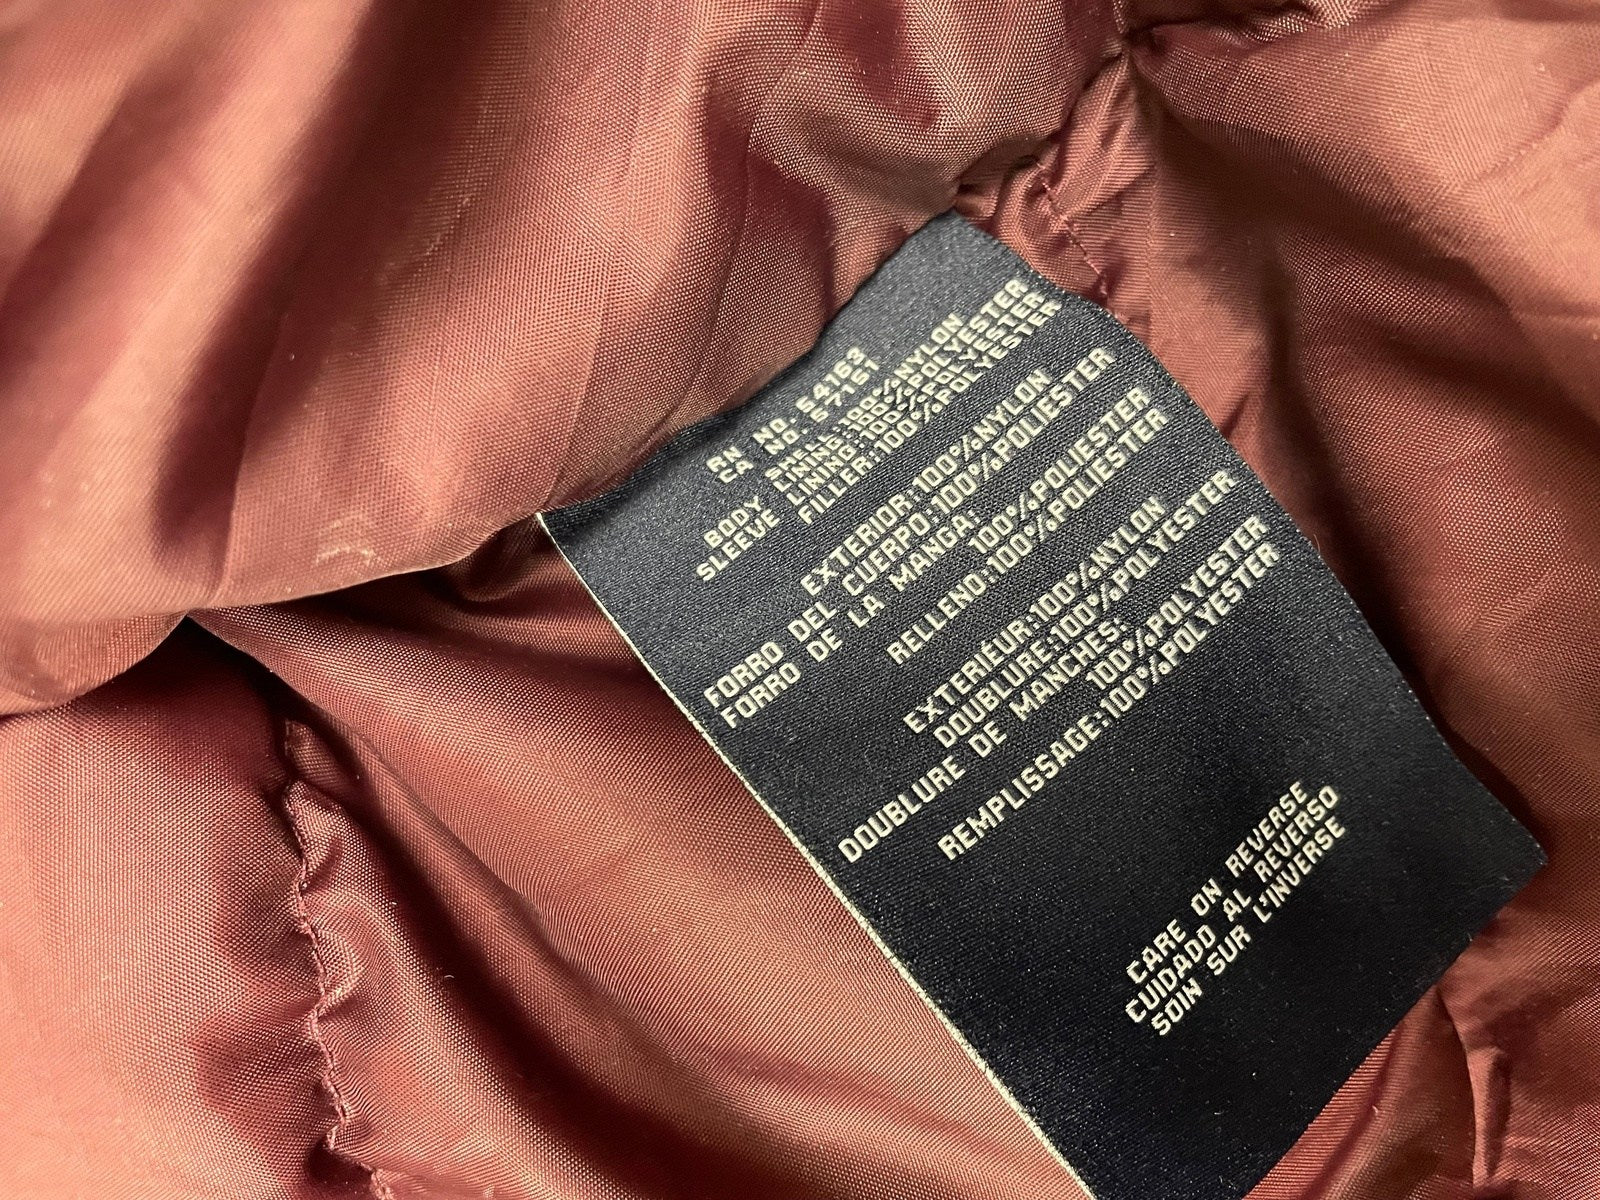 RN NO. 54163
CA NO. 57151
SHELL:100%NYLON
BODY LINING:100%POLYESTER
SLEEVE LINING:100%POLYESTER
FILLER:100%POLYESTER
EXTERIOR:100%NYLON
FORRO DEL CUERPO:100%POLIESTER
FORRO DE LA MANGA:
100%POLIESTER
RELLENO:100%POLIESTER
EXTERIEUR:100%NYLON
DOUBLURE:100%POLYESTER
DOUBLURE DE MANCHES:
100%POLYESTER
REMPLISSAGE:100%POLYESTER
CARE ON REVERSE
CUIDADO AL REVERSO
SOIN SUR L'INVERSE